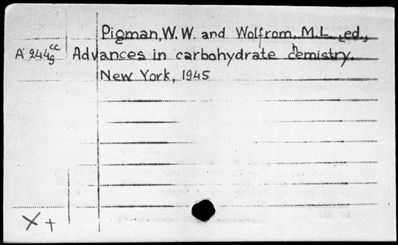 Pigman, W. W. and Wolfrom, M. L., ed.,
A 244g cc Advances in carbohydrate chemistry.
New York, 1945
X +